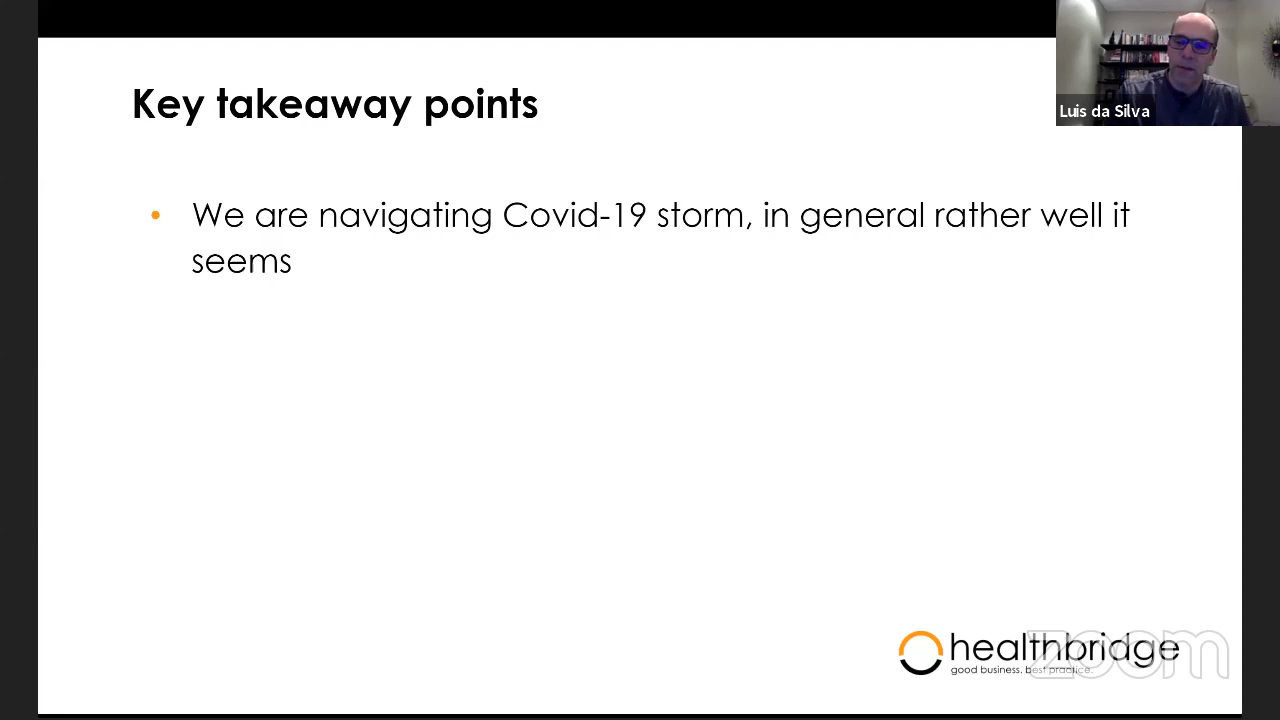 Key takeaway points
Luis da Silva
• We are navigating Covid-19 storm, in general rather well it
seems
healthbridge
good business. best practice.
zoom